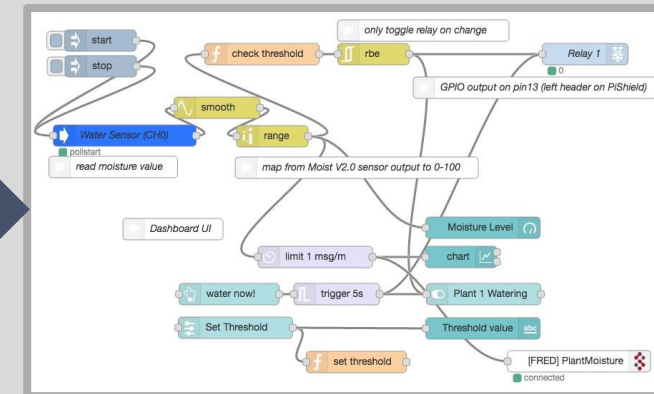 only toggle relay on change
start
check threshold
rbe
Relay 1
stop
0
GPIO output on pin13 (left header on PiShield)
smooth
Water Sensor (CH0)
range
pollstart
read moisture value
map from Moist V2.0 sensor output to 0-100
Dashboard UI
Moisture Level
limit 1 msg/m
chart
water now!
trigger 5s
Plant 1 Watering
Set Threshold
Threshold value
abc
set threshold
[FRED] PlantMoisture
connected